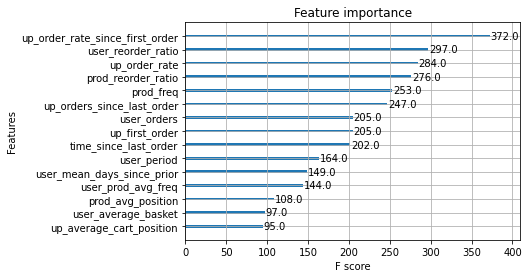 Feature importance
Features
up_order_rate_since_first_order 372.0
user_reorder_ratio 297.0
up_order_rate 284.0
prod_reorder_ratio 276.0
prod_freq 253.0
up_orders_since_last_order 247.0
user_orders 205.0
up_first_order 205.0
time_since_last_order 202.0
user_period 164.0
user_mean_days_since_prior 149.0
user_prod_avg_freq 144.0
prod_avg_position 108.0
user_average_basket 97.0
up_average_cart_position 95.0
0 50 100 150 200 250 300 350 400
F score